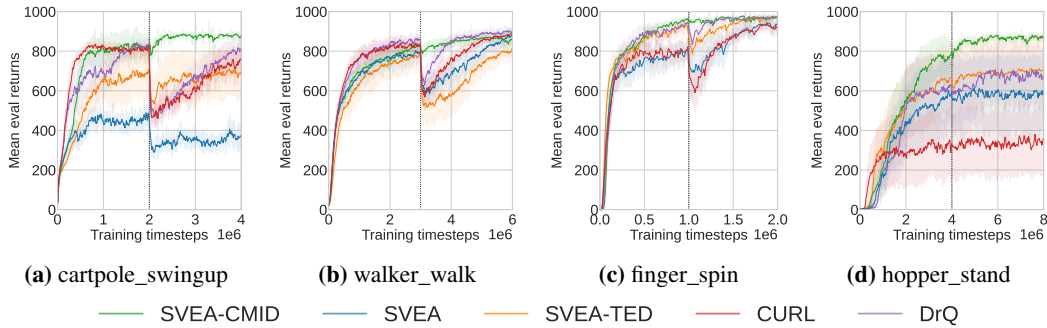 Mean eval returns
1000
800
600
400
200
0
0 1 2 3 4
Training timesteps 1e6
(a) cartpole_swingup
Mean eval returns
1000
800
600
400
200
0
0 2 4 6
Training timesteps 1e6
(b) walker_walk
Mean eval returns
1000
800
600
400
200
0
0.0 0.5 1.0 1.5 2.0
Training timesteps 1e6
(c) finger_spin
Mean eval returns
1000
800
600
400
200
0
0 2 4 6 8
Training timesteps 1e6
(d) hopper_stand
SVEA-CMID SVEA SVEA-TED CURL DrQ